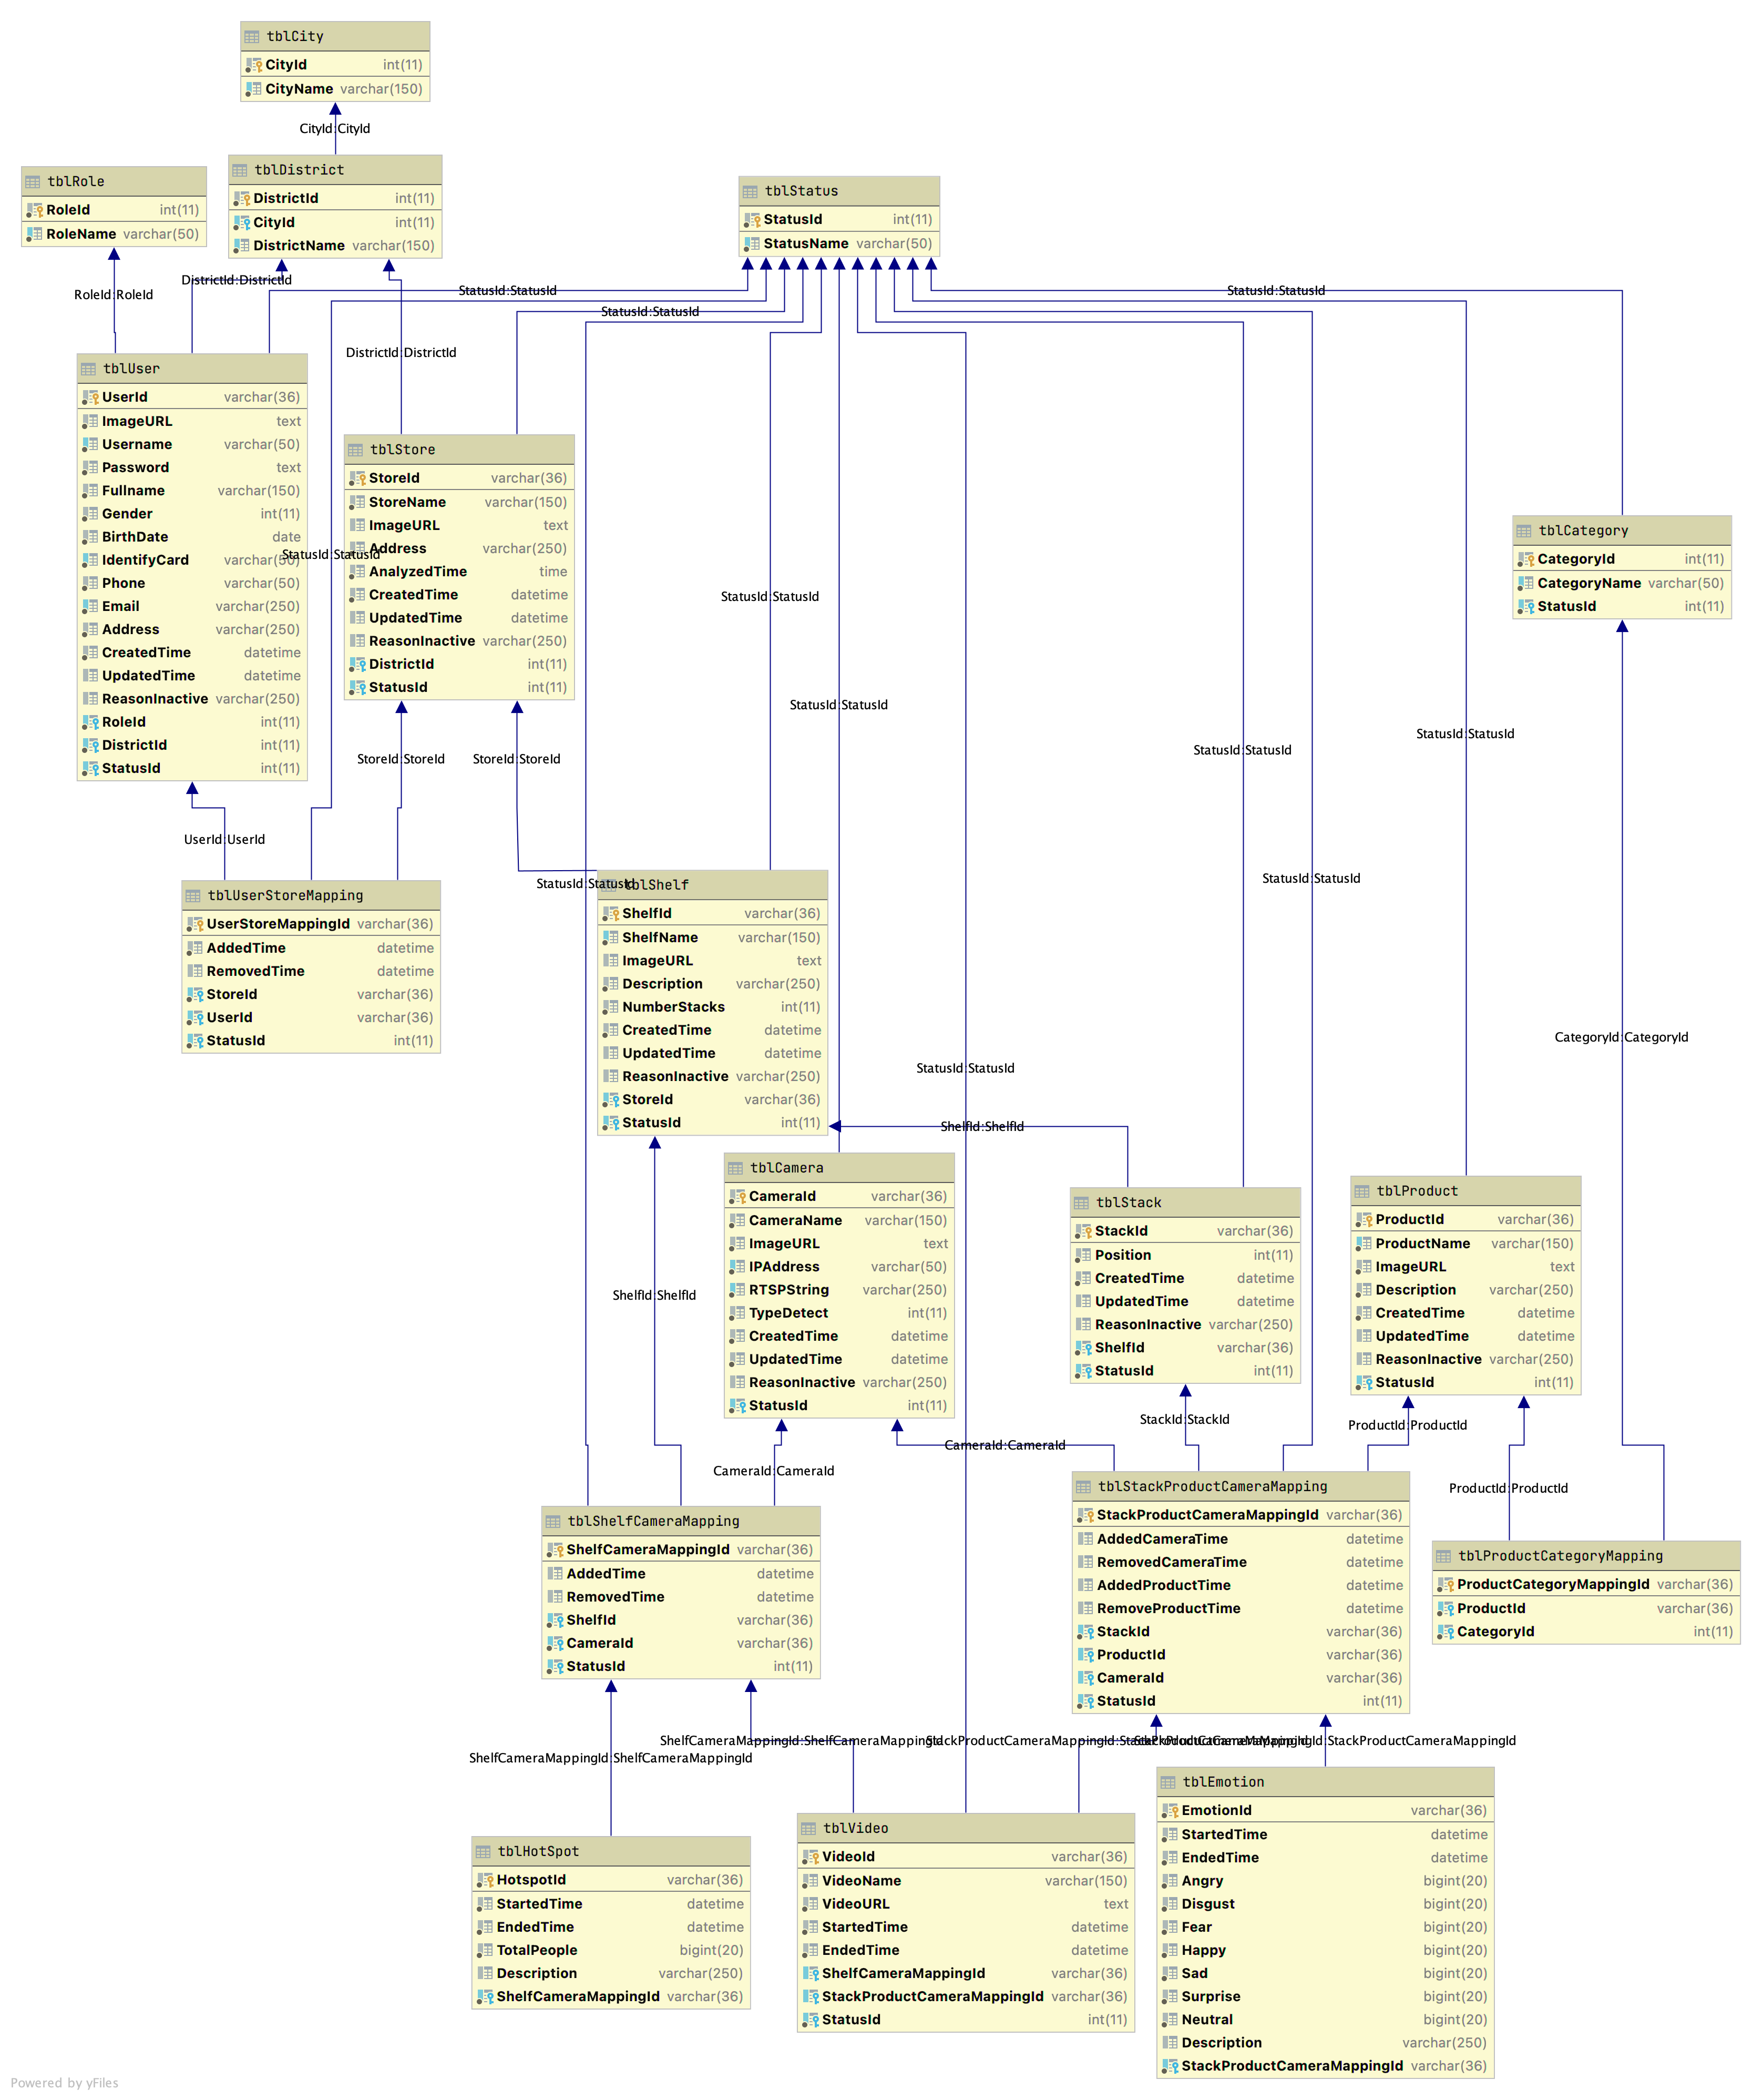 tblCity
CityId int(11)
CityName varchar(150)
CityId:CityId
tblRole
RoleId int(11)
RoleName varchar(50)
tblDistrict
DistrictId int(11)
CityId int(11)
DistrictName varchar(150)
tblStatus
StatusId int(11)
StatusName varchar(50)
RoleId:RoleId
DistrictId:DistrictId
StatusId:StatusId
StatusId:StatusId
StatusId:StatusId
DistrictId:DistrictId
tblUser
UserId varchar(36)
ImageURL text
Username varchar(50)
Password text
Fullname varchar(150)
Gender int(11)
BirthDate date
IdentifyCard varchar(50)
Phone varchar(50)
Email varchar(250)
Address varchar(250)
CreatedTime datetime
UpdatedTime datetime
ReasonInactive varchar(250)
RoleId int(11)
DistrictId int(11)
StatusId int(11)
StatusId:StatusId
tblStore
StoreId varchar(36)
StoreName varchar(150)
ImageURL text
Address varchar(250)
AnalyzedTime time
CreatedTime datetime
UpdatedTime datetime
ReasonInactive varchar(250)
DistrictId int(11)
StatusId int(11)
tblCategory
CategoryId int(11)
CategoryName varchar(50)
StatusId int(11)
StatusId:StatusId
StatusId:StatusId
StatusId:StatusId
StatusId:StatusId
StoreId:StoreId
StoreId:StoreId
UserId:UserId
StatusId:StatusId
StatusId:StatusId
tblUserStoreMapping
UserStoreMappingId varchar(36)
AddedTime datetime
RemovedTime datetime
StoreId varchar(36)
UserId varchar(36)
StatusId int(11)
tblShelf
ShelfId varchar(36)
ShelfName varchar(150)
ImageURL text
Description varchar(250)
NumberStacks int(11)
CreatedTime datetime
UpdatedTime datetime
ReasonInactive varchar(250)
StoreId varchar(36)
StatusId int(11)
CategoryId:CategoryId
StatusId:StatusId
ShelfId:ShelfId
tblCamera
CameraId varchar(36)
CameraName varchar(150)
ImageURL text
IPAddress varchar(50)
RTSPString varchar(250)
TypeDetect int(11)
CreatedTime datetime
UpdatedTime datetime
ReasonInactive varchar(250)
StatusId int(11)
tblStack
StackId varchar(36)
Position int(11)
CreatedTime datetime
UpdatedTime datetime
ReasonInactive varchar(250)
ShelfId varchar(36)
StatusId int(11)
tblProduct
ProductId varchar(36)
ProductName varchar(150)
ImageURL text
Description varchar(250)
CreatedTime datetime
UpdatedTime datetime
ReasonInactive varchar(250)
StatusId int(11)
ShelfId:ShelfId
StackId:StackId
ProductId:ProductId
CameraId:CameraId
CameraId:CameraId
ProductId:ProductId
tblShelfCameraMapping
ShelfCameraMappingId varchar(36)
AddedTime datetime
RemovedTime datetime
ShelfId varchar(36)
CameraId varchar(36)
StatusId int(11)
tblStackProductCameraMapping
StackProductCameraMappingId varchar(36)
AddedCameraTime datetime
RemovedCameraTime datetime
AddedProductTime datetime
RemoveProductTime datetime
StackId varchar(36)
ProductId varchar(36)
CameraId varchar(36)
StatusId int(11)
tblProductCategoryMapping
ProductCategoryMappingId varchar(36)
ProductId varchar(36)
CategoryId int(11)
ShelfCameraMappingId:ShelfCameraMappingId
StackProductCameraMappingId:StackProductCameraMappingId
StackProductCameraMappingId:StackProductCameraMappingId
ShelfCameraMappingId:ShelfCameraMappingId
tblHotSpot
HotspotId varchar(36)
StartedTime datetime
EndedTime datetime
TotalPeople bigint(20)
Description varchar(250)
ShelfCameraMappingId varchar(36)
tblVideo
VideoId varchar(36)
VideoName varchar(150)
VideoURL text
StartedTime datetime
EndedTime datetime
ShelfCameraMappingId varchar(36)
StackProductCameraMappingId varchar(36)
StatusId int(11)
tblEmotion
EmotionId varchar(36)
StartedTime datetime
EndedTime datetime
Angry bigint(20)
Disgust bigint(20)
Fear bigint(20)
Happy bigint(20)
Sad bigint(20)
Surprise bigint(20)
Neutral bigint(20)
Description varchar(250)
StackProductCameraMappingId varchar(36)
Powered by yFiles